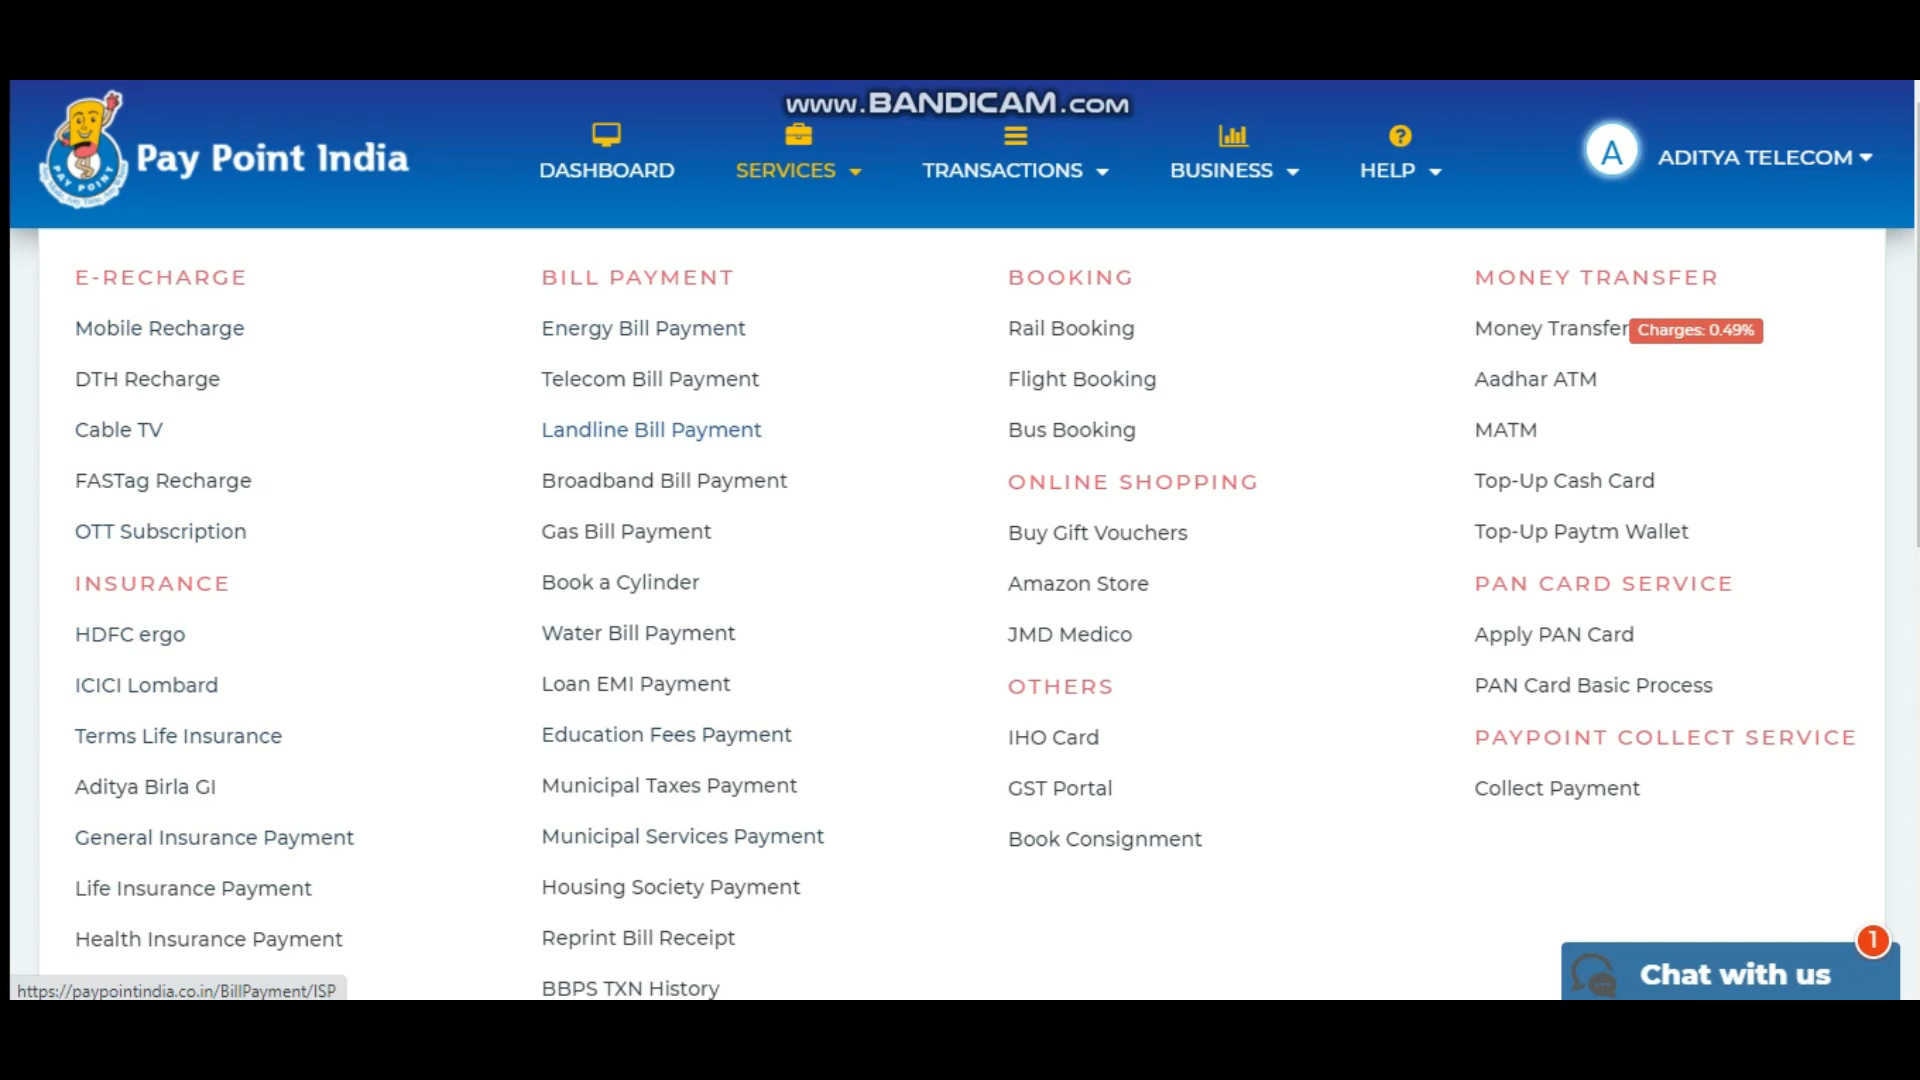 www.BANDICAM.com
Pay Point India
DASHBOARD
SERVICES
TRANSACTIONS
BUSINESS
HELP
A
ADITYA TELECOM
E-RECHARGE
Mobile Recharge
DTH Recharge
Cable TV
FASTag Recharge
OTT Subscription
INSURANCE
HDFC ergo
ICICI Lombard
Terms Life Insurance
Aditya Birla GI
General Insurance Payment
Life Insurance Payment
Health Insurance Payment
BILL PAYMENT
Energy Bill Payment
Telecom Bill Payment
Landline Bill Payment
Broadband Bill Payment
Gas Bill Payment
Book a Cylinder
Water Bill Payment
Loan EMI Payment
Education Fees Payment
Municipal Taxes Payment
Municipal Services Payment
Housing Society Payment
Reprint Bill Receipt
BBPS TXN History
BOOKING
Rail Booking
Flight Booking
Bus Booking
ONLINE SHOPPING
Buy Gift Vouchers
Amazon Store
JMD Medico
OTHERS
IHO Card
GST Portal
Book Consignment
MONEY TRANSFER
Money Transfer Charges: 0.49%
Aadhar ATM
MATM
Top-Up Cash Card
Top-Up Paytm Wallet
PAN CARD SERVICE
Apply PAN Card
PAN Card Basic Process
PAYPOINT COLLECT SERVICE
Collect Payment
1
Chat with us
https://paypointindia.co.in/BillPayment/ISP